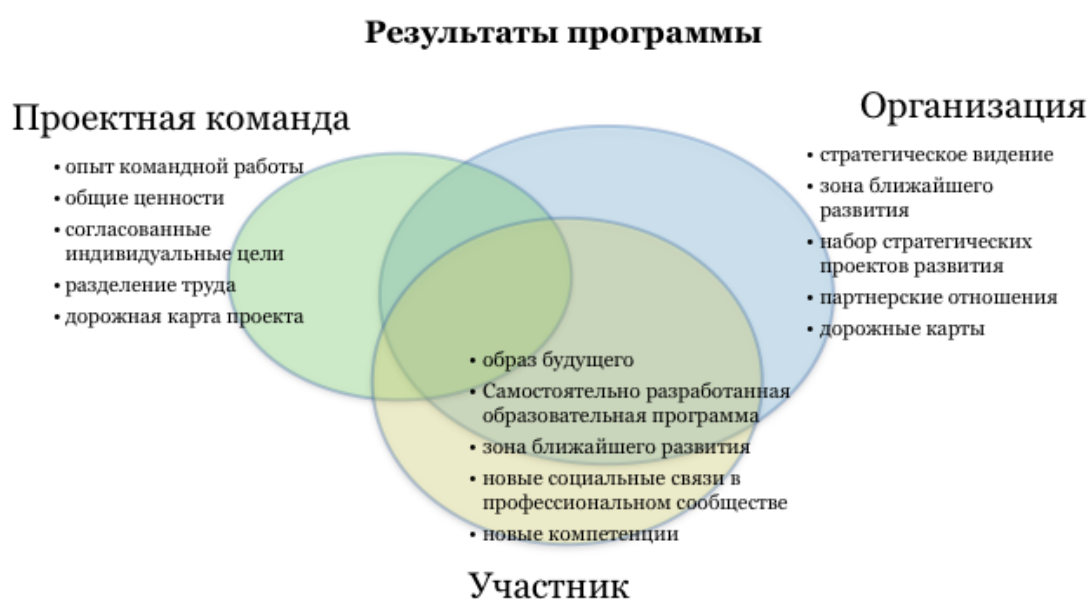 Результаты программы
Проектная команда
• опыт командной работы
• общие ценности
• согласованные
индивидуальные цели
• разделение труда
• дорожная карта проекта
Организация
• стратегическое видение
• зона ближайшего
развития
• набор стратегических
проектов развития
• партнерские отношения
• дорожные карты
• образ будущего
• Самостоятельно разработанная
образовательная программа
• зона ближайшего развития
• новые социальные связи в
профессиональном сообществе
• новые компетенции
Участник